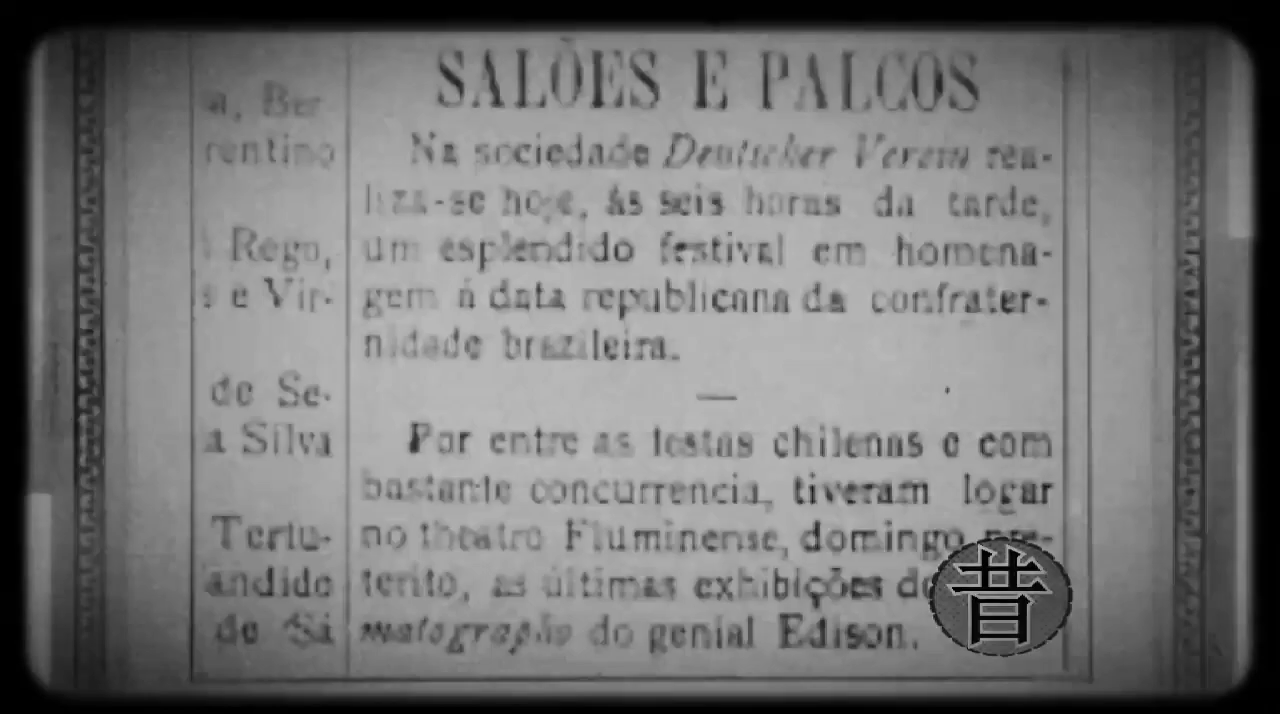 SALÕES E PALCOS
Na sociedade Deutscher Verein rea-
liza-se hoje, ás seis horas da tarde,
um esplendido festival em homena-
gem á data republicana da confrater-
nidade brazileira.
—
Por entre as festas chilenas e com
bastante concurrencia, tiveram logar
no theatro Fluminense, domingo pre-
terito, as últimas exhibições do
matographo do genial Edison.
a, Ber
rentino
Rego,
s e Vir-
de Se-
a Silva
Tertu-
andido
de Sá
昔